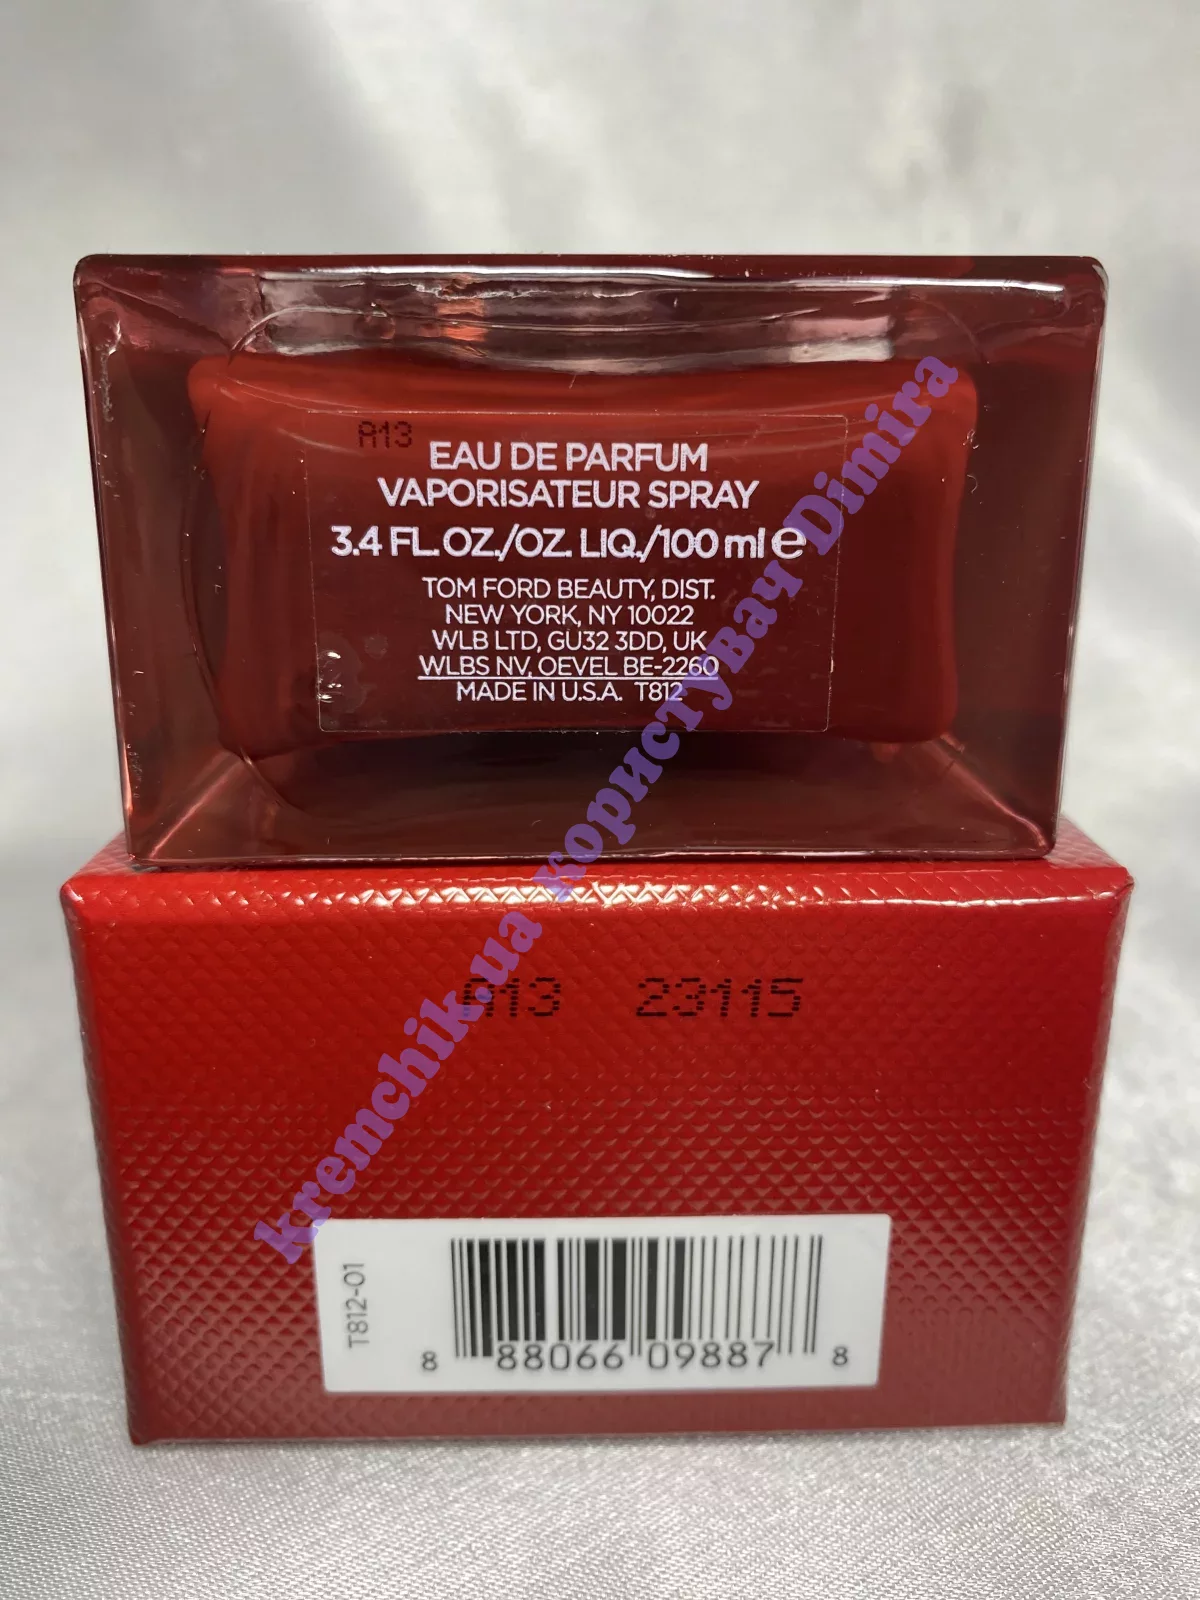 A13
EAU DE PARFUM
VAPORISATEUR SPRAY
3.4 FL.OZ./OZ. LIQ./100 ml e
TOM FORD BEAUTY, DIST.
NEW YORK, NY 10022
WLB LTD, GU32 3DD, UK
WLBS NV, OEVEL BE-2260
MADE IN U.S.A. T812
A13 23115
T812-01
8 88066 09887 8
kremchik.ua користувач Dimira